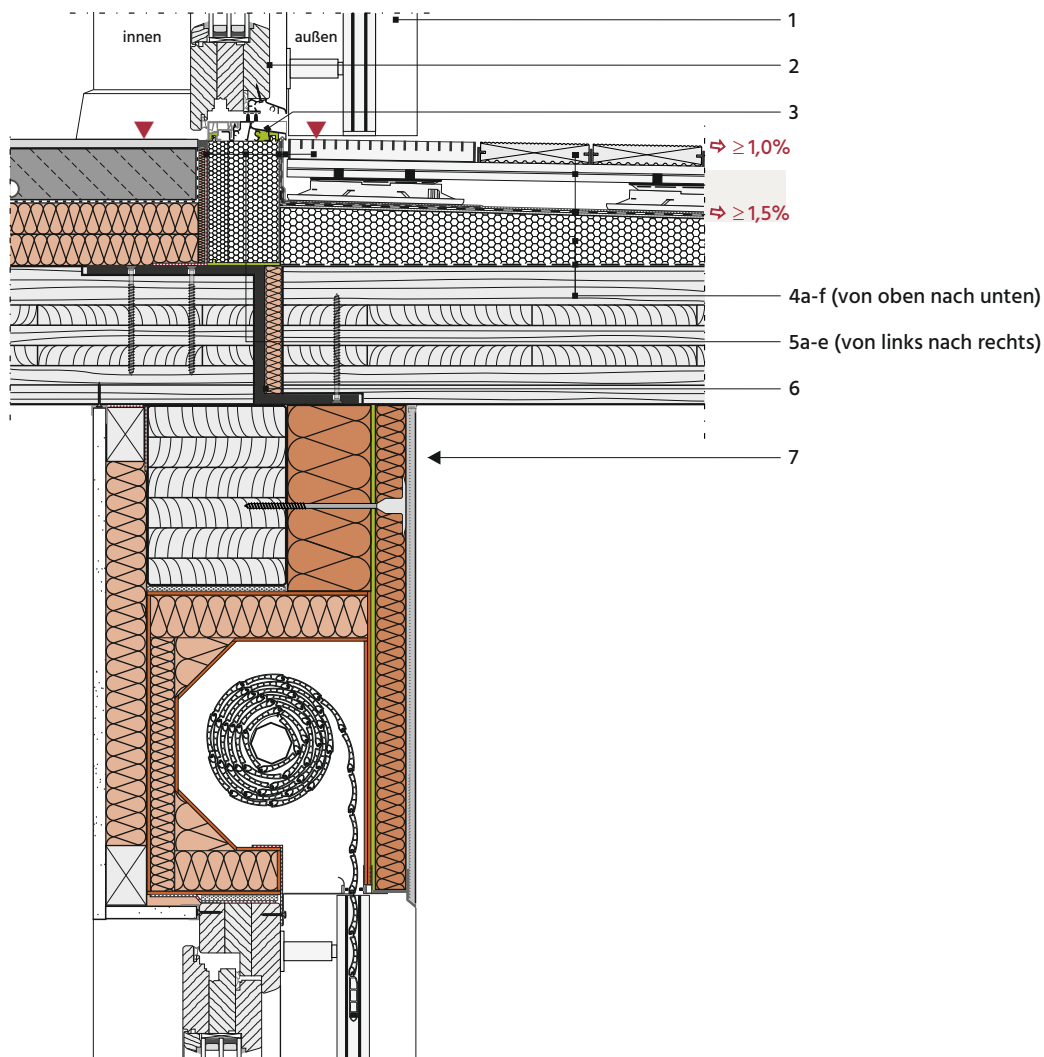 innen
außen
1
2
3
⇨ ≥1,0%
⇨ ≥1,5%
4a-f (von oben nach unten)
5a-e (von links nach rechts)
6
7